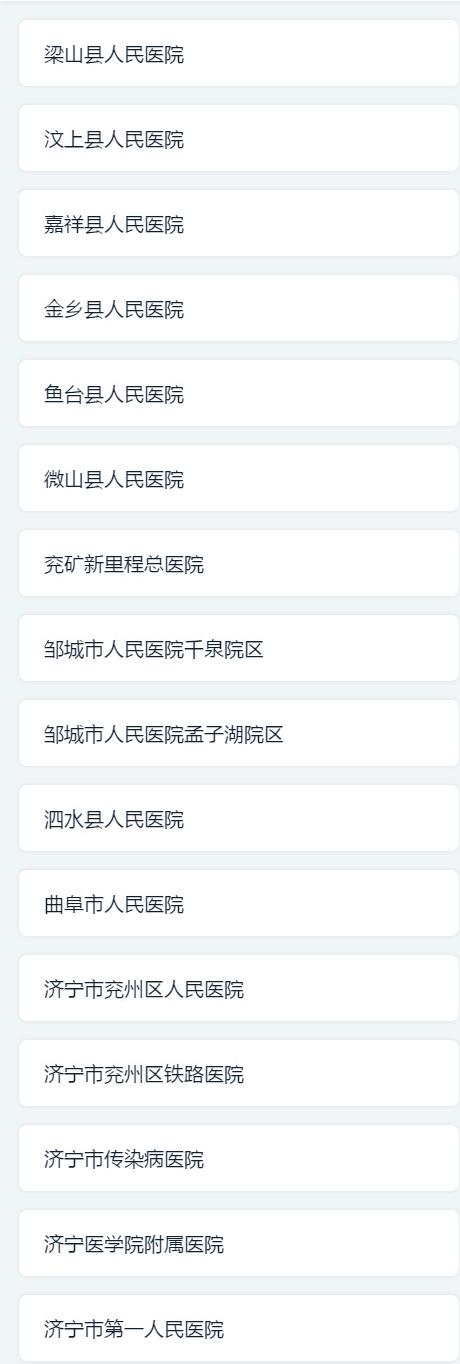 梁山县人民医院
汶上县人民医院
嘉祥县人民医院
金乡县人民医院
鱼台县人民医院
微山县人民医院
兖矿新里程总医院
邹城市人民医院千泉院区
邹城市人民医院孟子湖院区
泗水县人民医院
曲阜市人民医院
济宁市兖州区人民医院
济宁市兖州区铁路医院
济宁市传染病医院
济宁医学院附属医院
济宁市第一人民医院